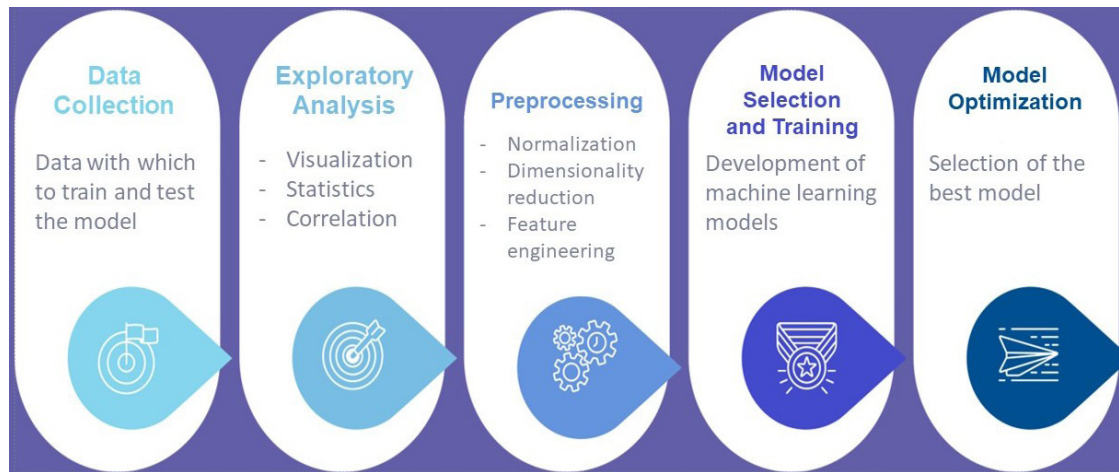 Data
Collection
Data with which
to train and test
the model
Exploratory
Analysis
- Visualization
- Statistics
- Correlation
Preprocessing
- Normalization
- Dimensionality
reduction
- Feature
engineering
Model
Selection
and Training
Development of
machine learning
models
Model
Optimization
Selection of the
best model